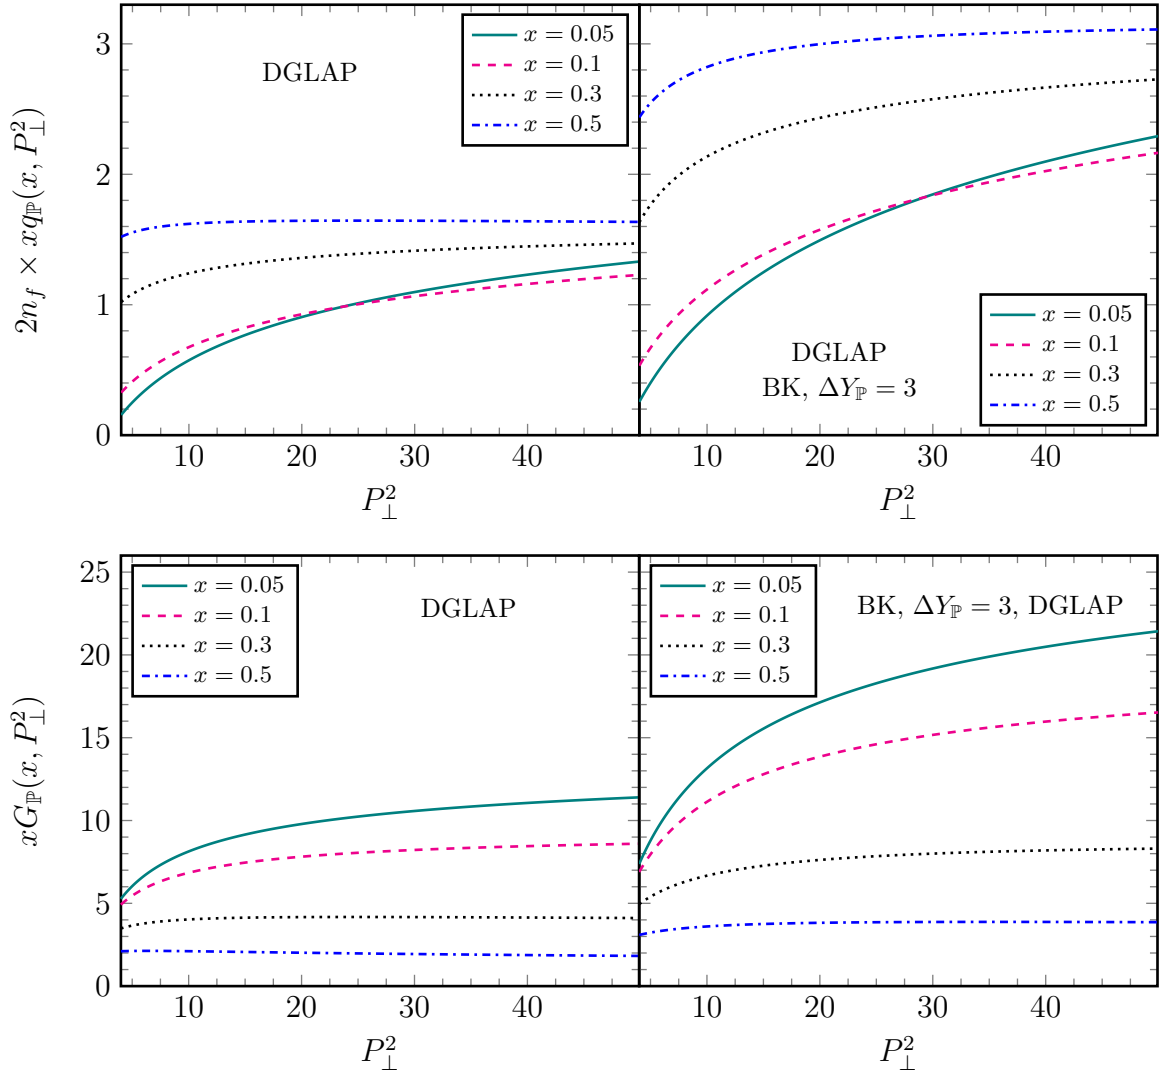 2n_f × xq_ℙ(x, P_⊥^2)
3
2
1
0
DGLAP
x = 0.05
x = 0.1
x = 0.3
x = 0.5
10 20 30 40
P_⊥^2
DGLAP
BK, ΔY_ℙ = 3
x = 0.05
x = 0.1
x = 0.3
x = 0.5
10 20 30 40
P_⊥^2
xG_ℙ(x, P_⊥^2)
25
20
15
10
5
0
x = 0.05
x = 0.1
x = 0.3
x = 0.5
DGLAP
10 20 30 40
P_⊥^2
x = 0.05
x = 0.1
x = 0.3
x = 0.5
BK, ΔY_ℙ = 3, DGLAP
10 20 30 40
P_⊥^2